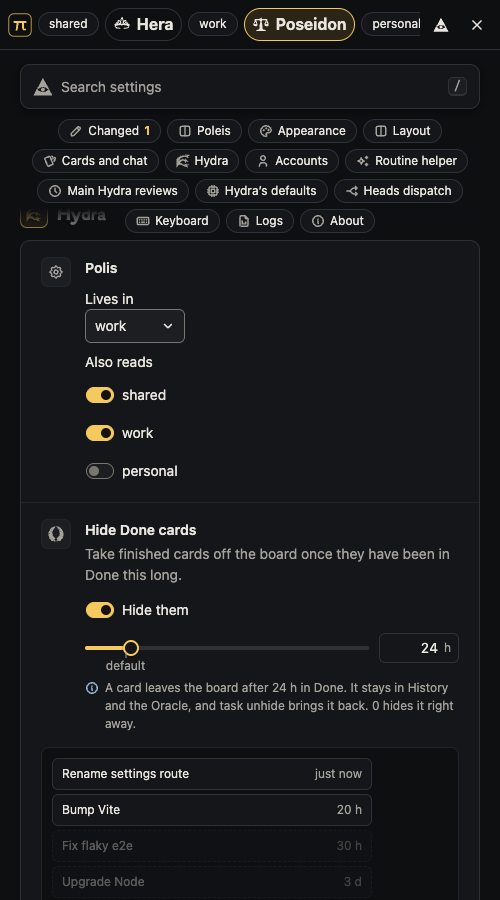 π shared Hera work Poseidon personal
Search settings /
Changed 1 Poleis Appearance Layout
Cards and chat Hydra Accounts Routine helper
Main Hydra reviews Hydra's defaults Heads dispatch
Hydra Keyboard Logs About
Polis
Lives in
work
Also reads
shared
work
personal
Hide Done cards
Take finished cards off the board once they have been in
Done this long.
Hide them
24 h
default
A card leaves the board after 24 h in Done. It stays in History
and the Oracle, and task unhide brings it back. 0 hides it right
away.
Rename settings route just now
Bump Vite 20 h
Fix flaky e2e 30 h
Upgrade Node 3 d